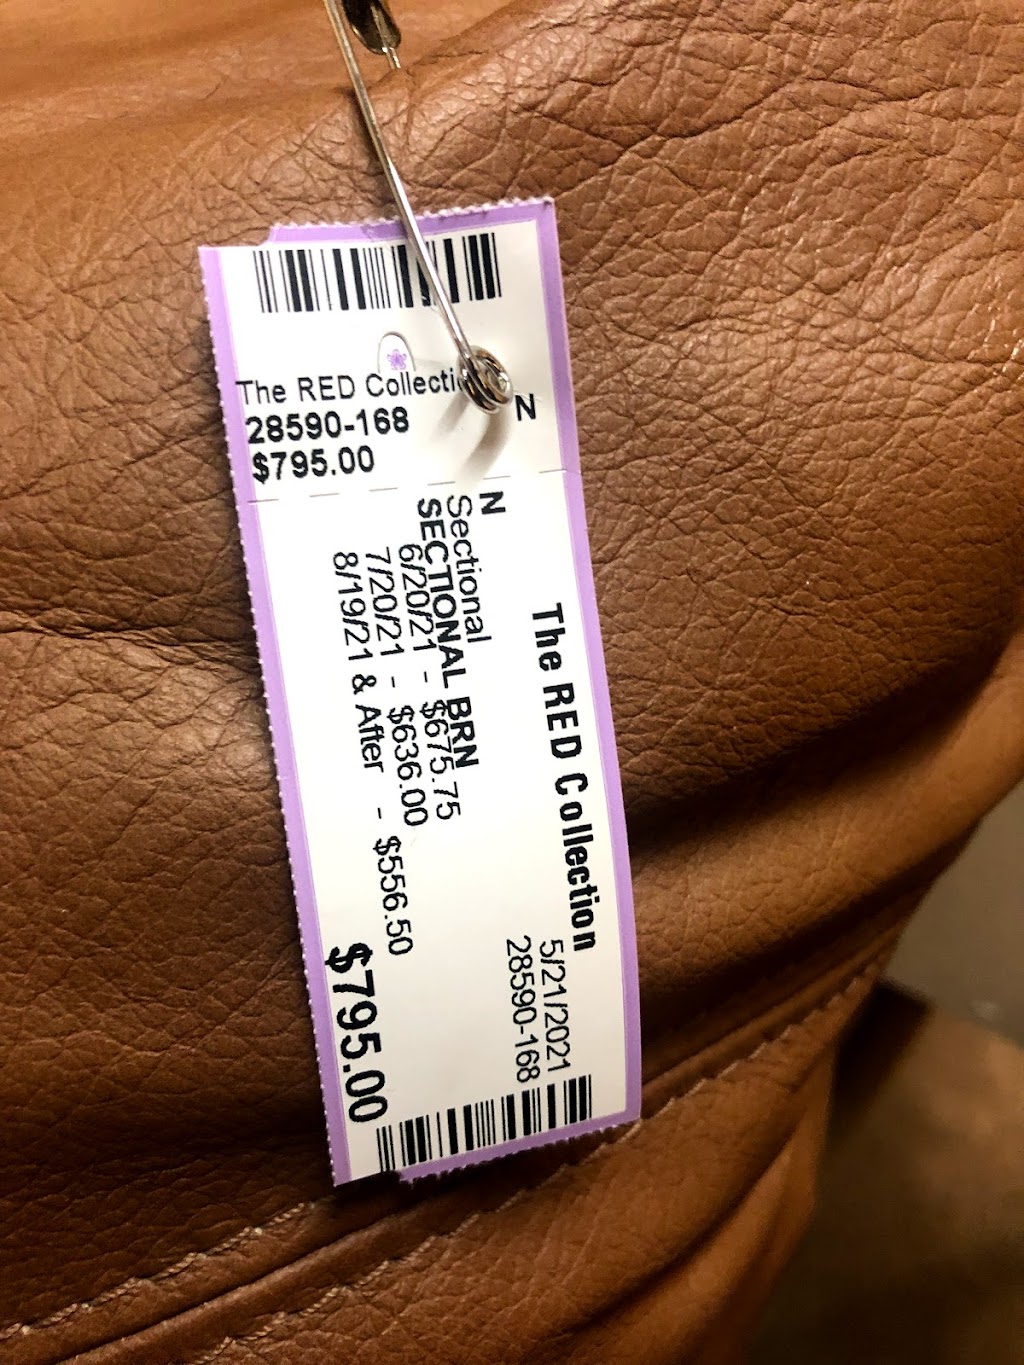 The RED Collecti
N
28590-168
$795.00
The RED Collection
5/21/2021
28590-168
N
Sectional
SECTIONAL BRN
6/20/21 - $675.75
7/20/21 - $636.00
8/19/21 & After - $556.50
$795.00